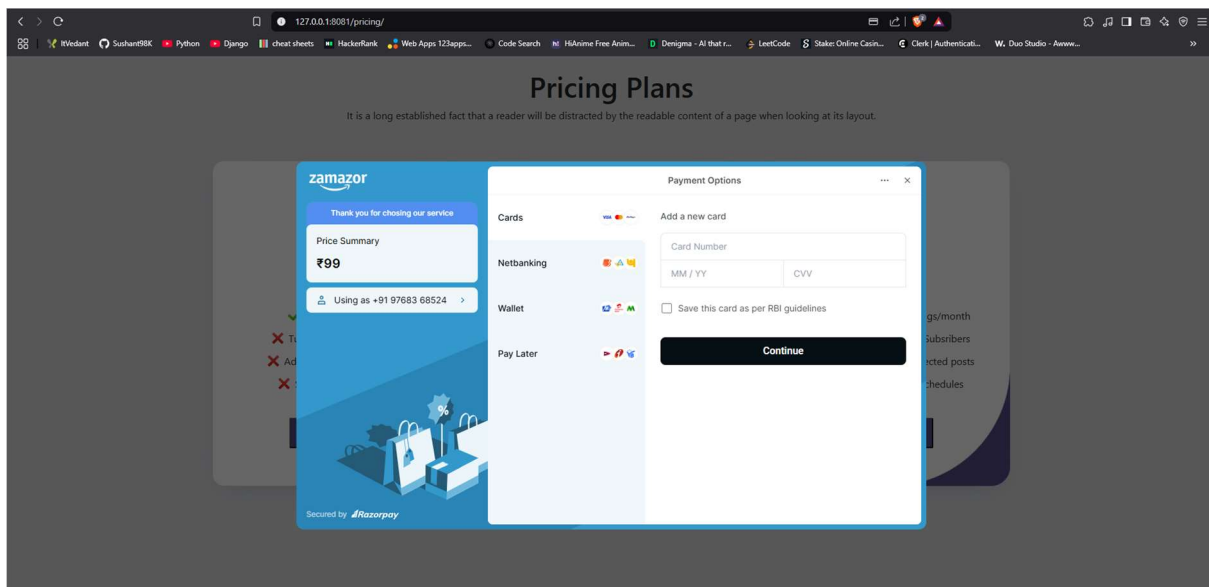 127.0.0.1:8081/pricing/
ItVedant Sushant98K Python Django cheat sheets HackerRank Web Apps 123apps... Code Search HiAnime Free Anim... Denigma - AI that r... LeetCode Stake: Online Casin... Clerk | Authenticati... W. Duo Studio - Awww... »
Pricing Plans
It is a long established fact that a reader will be distracted by the readable content of a page when looking at its layout.
zamazor
Thank you for chosing our service
Price Summary
₹99
Using as +91 97683 68524
Secured by Razorpay
Payment Options
Cards
Netbanking
Wallet
Pay Later
Add a new card
Card Number
MM / YY CVV
Save this card as per RBI guidelines
Continue
gs/month
Subsribers
cted posts
chedules